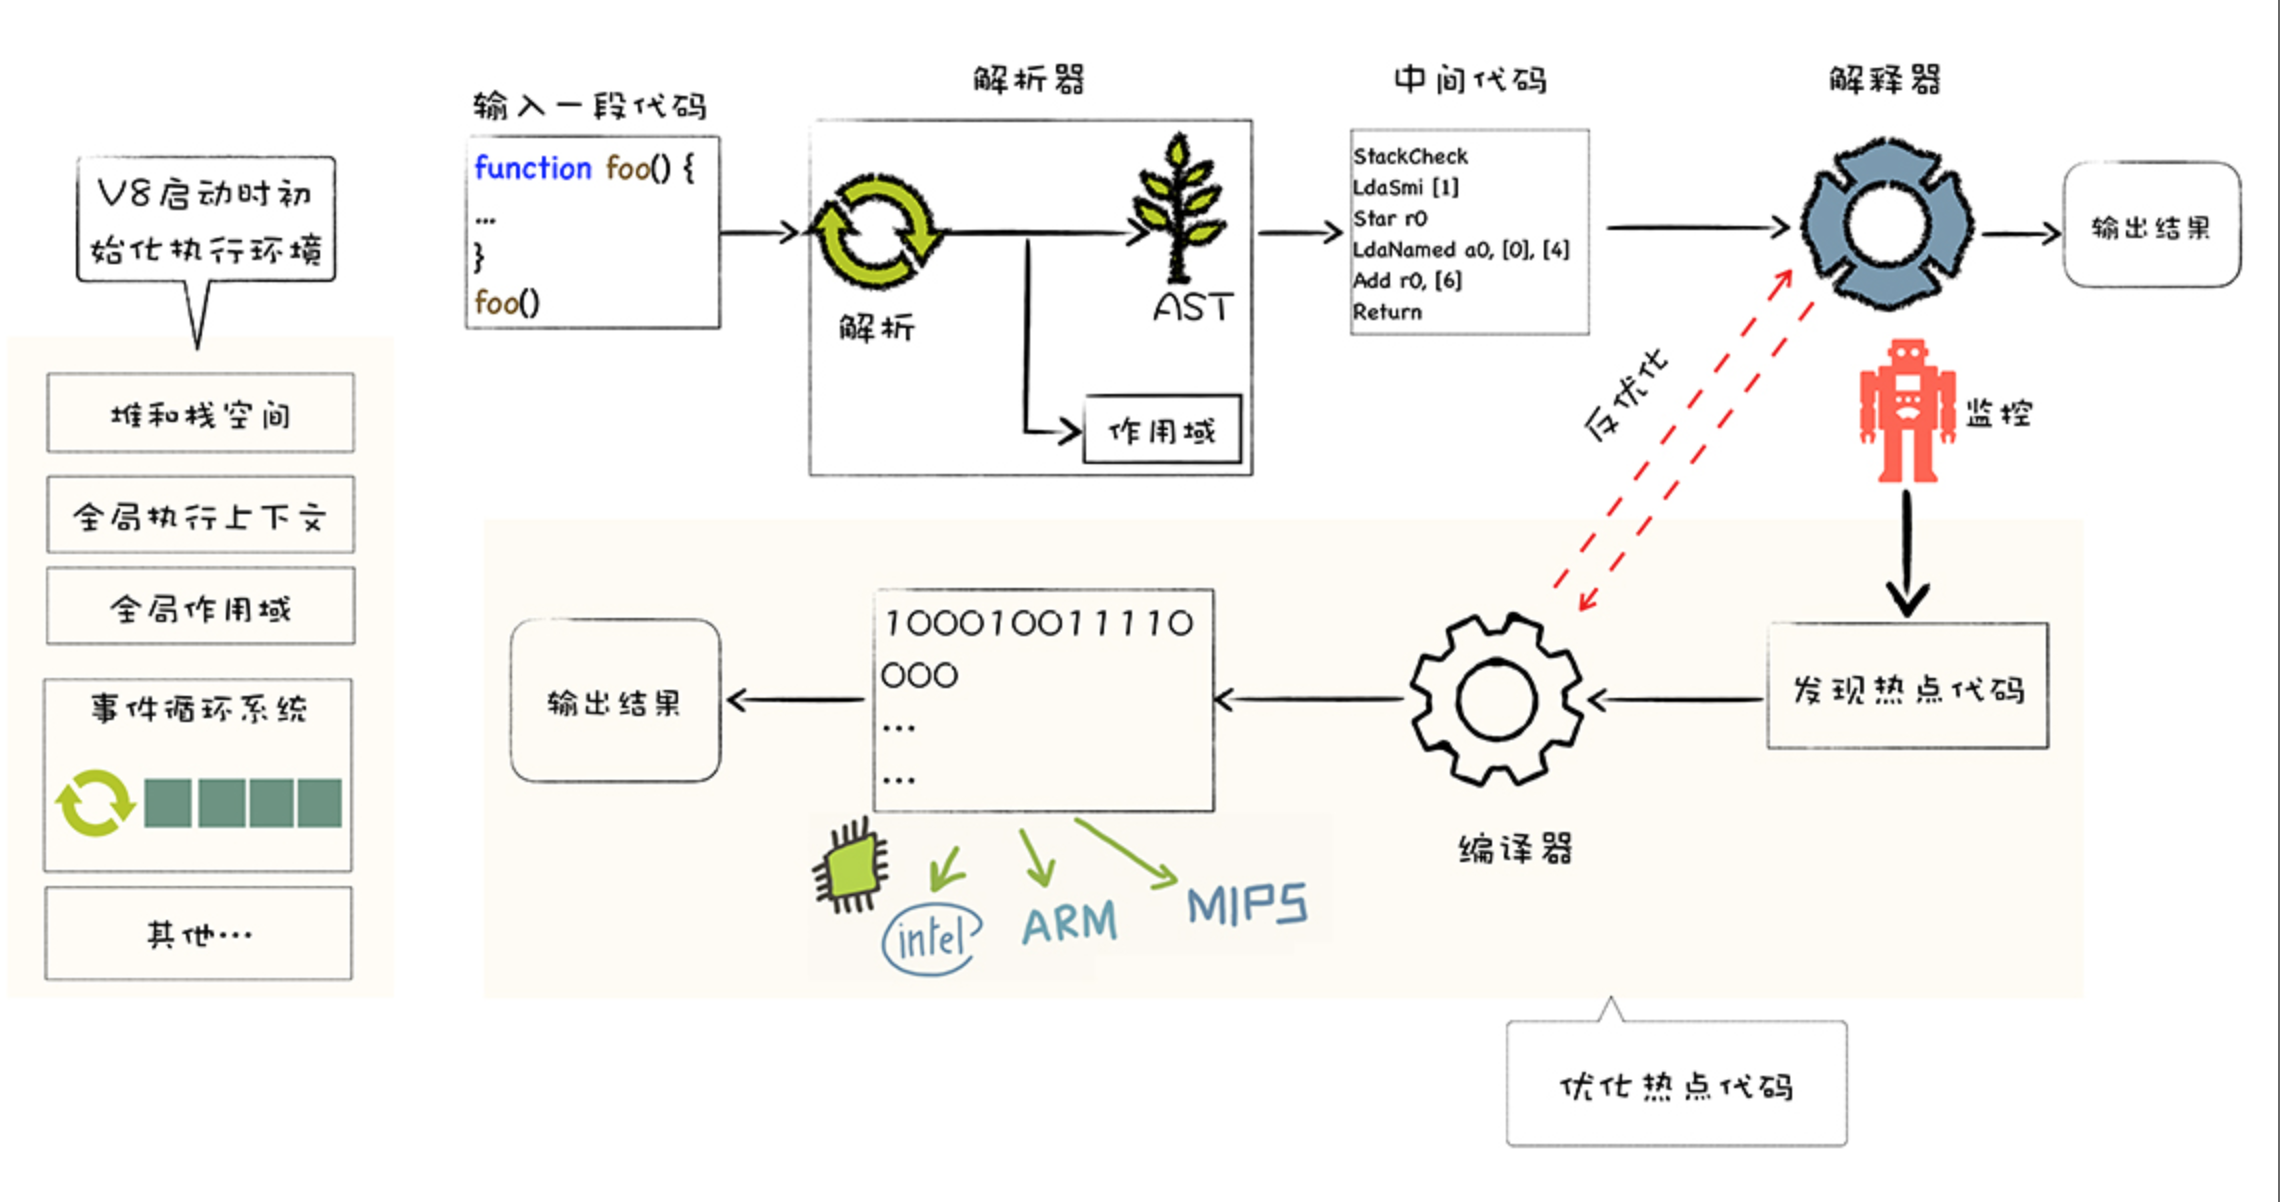 V8启动时初
始化执行环境
堆和栈空间
全局执行上下文
全局作用域
事件循环系统
其他…
输入一段代码
function foo() {
...
}
foo()
解析器
解析
AST
作用域
中间代码
StackCheck
LdaSmi [1]
Star r0
LdaNamed a0, [0], [4]
Add r0, [6]
Return
解释器
输出结果
反优化
监控
发现热点代码
编译器
1000100111110
000
...
...
输出结果
intel
ARM
MIPS
优化热点代码